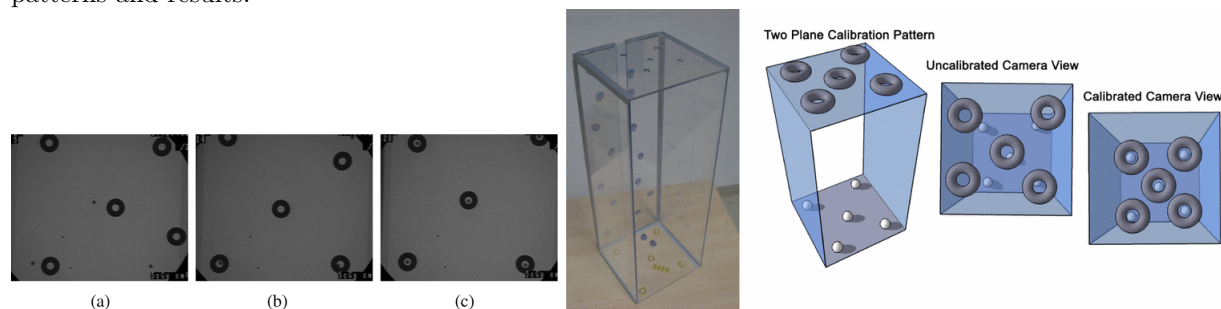 patterns and results.
Two Plane Calibration Pattern
Uncalibrated Camera View
Calibrated Camera View
(a)
(b)
(c)